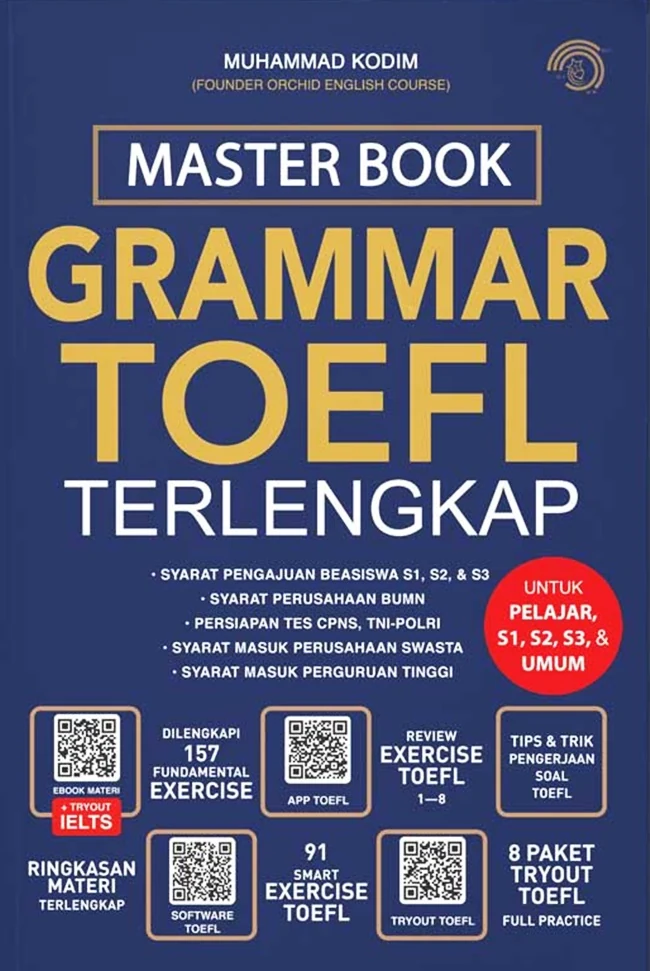 MUHAMMAD KODIM
(FOUNDER ORCHID ENGLISH COURSE)
MASTER BOOK
GRAMMAR
TOEFL
TERLENGKAP
• SYARAT PENGAJUAN BEASISWA S1, S2, & S3
• SYARAT PERUSAHAAN BUMN
• PERSIAPAN TES CPNS, TNI-POLRI
• SYARAT MASUK PERUSAHAAN SWASTA
• SYARAT MASUK PERGURUAN TINGGI
UNTUK
PELAJAR,
S1, S2, S3, &
UMUM
EBOOK MATERI
+ TRYOUT
IELTS
DILENGKAPI
157
FUNDAMENTAL
EXERCISE
APP TOEFL
REVIEW
EXERCISE
TOEFL
1—8
TIPS & TRIK
PENGERJAAN
SOAL
TOEFL
RINGKASAN
MATERI
TERLENGKAP
SOFTWARE
TOEFL
91
SMART
EXERCISE
TOEFL
TRYOUT TOEFL
8 PAKET
TRYOUT
TOEFL
FULL PRACTICE